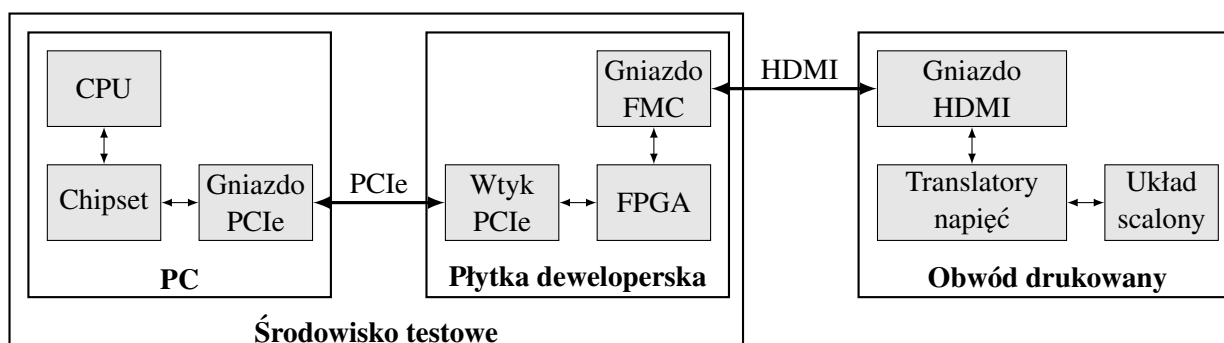 CPU
Chipset
Gniazdo
PCIe
PC
PCIe
Wtyk
PCIe
FPGA
Gniazdo
FMC
Płytka deweloperska
Środowisko testowe
HDMI
Gniazdo
HDMI
Translatory
napięć
Układ
scalony
Obwód drukowany